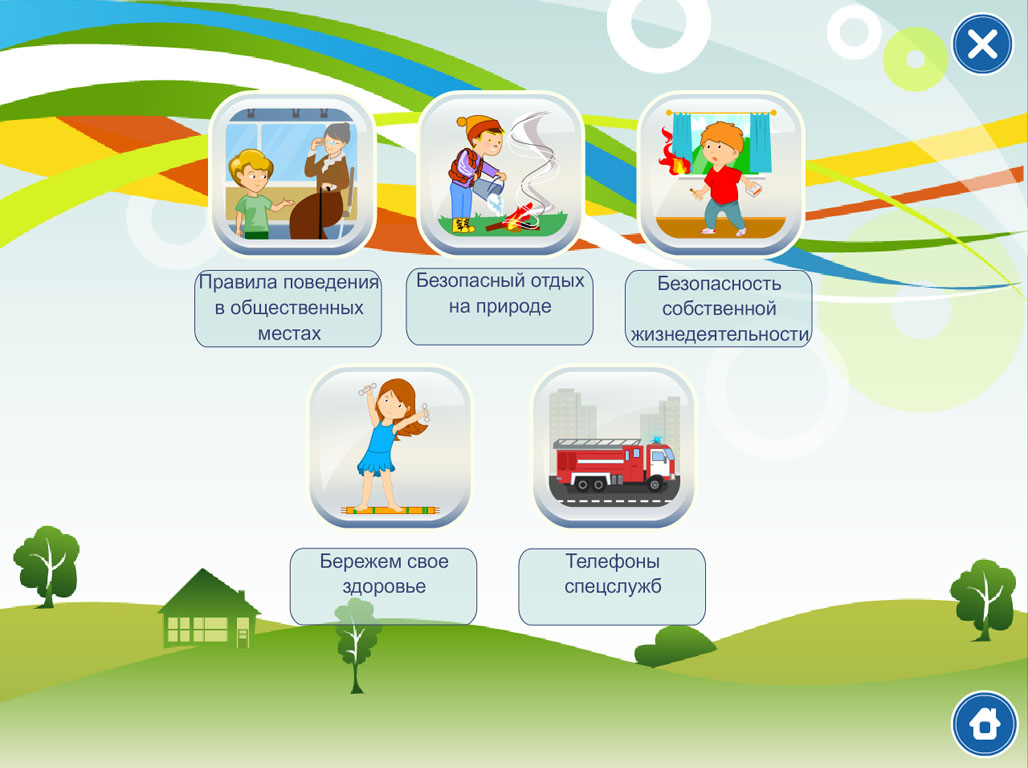 Правила поведения
в общественных
местах
Безопасный отдых
на природе
Безопасность
собственной
жизнедеятельности
Бережем свое
здоровье
Телефоны
спецслужб